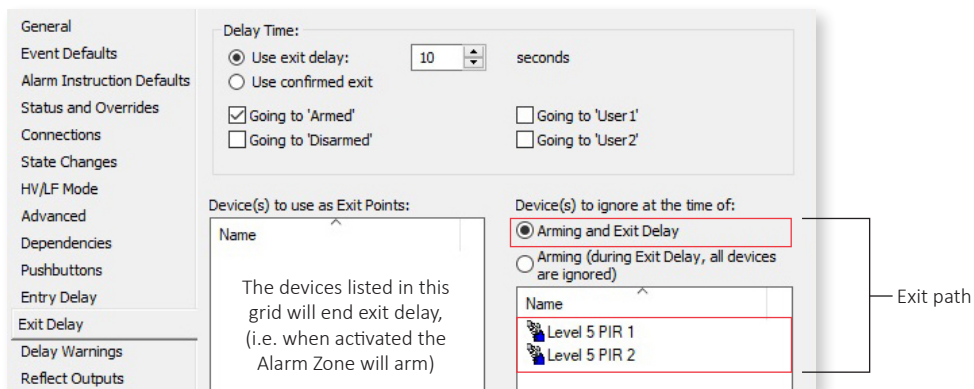 General
Event Defaults
Alarm Instruction Defaults
Status and Overrides
Connections
State Changes
HV/LF Mode
Advanced
Dependencies
Pushbuttons
Entry Delay
Exit Delay
Delay Warnings
Reflect Outputs
Delay Time:
Use exit delay: 10 seconds
Use confirmed exit
Going to 'Armed' Going to 'User1'
Going to 'Disarmed' Going to 'User2'
Device(s) to use as Exit Points:
Name
The devices listed in this
grid will end exit delay,
(i.e. when activated the
Alarm Zone will arm)
Device(s) to ignore at the time of:
Arming and Exit Delay
Arming (during Exit Delay, all devices
are ignored)
Name
Level 5 PIR 1
Level 5 PIR 2
Exit path